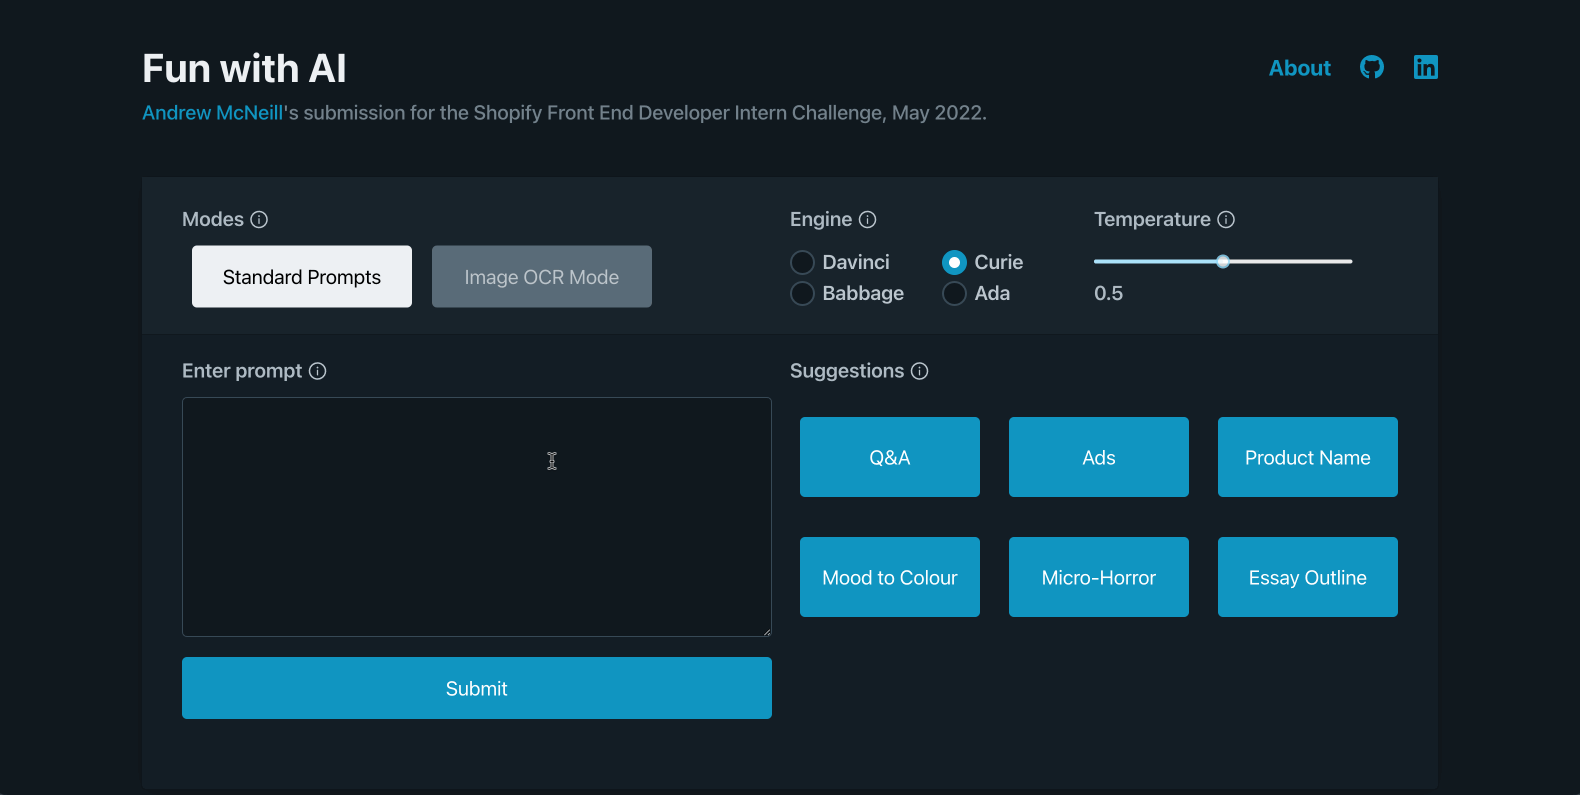 Fun with AI
About
Andrew McNeill's submission for the Shopify Front End Developer Intern Challenge, May 2022.
Modes
Standard Prompts
Image OCR Mode
Engine
Davinci
Curie
Babbage
Ada
Temperature
0.5
Enter prompt
Submit
Suggestions
Q&A
Ads
Product Name
Mood to Colour
Micro-Horror
Essay Outline